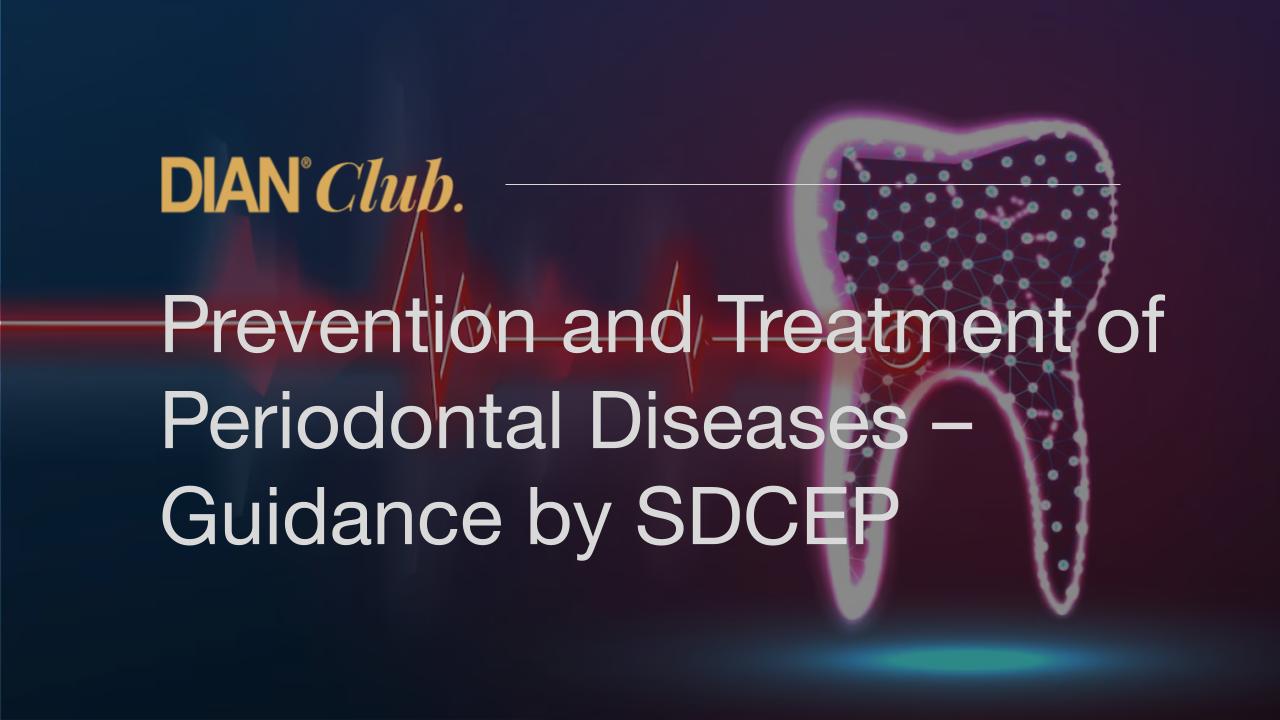 DIAN® Club.
Prevention and Treatment of
Periodontal Diseases –
Guidance by SDCEP